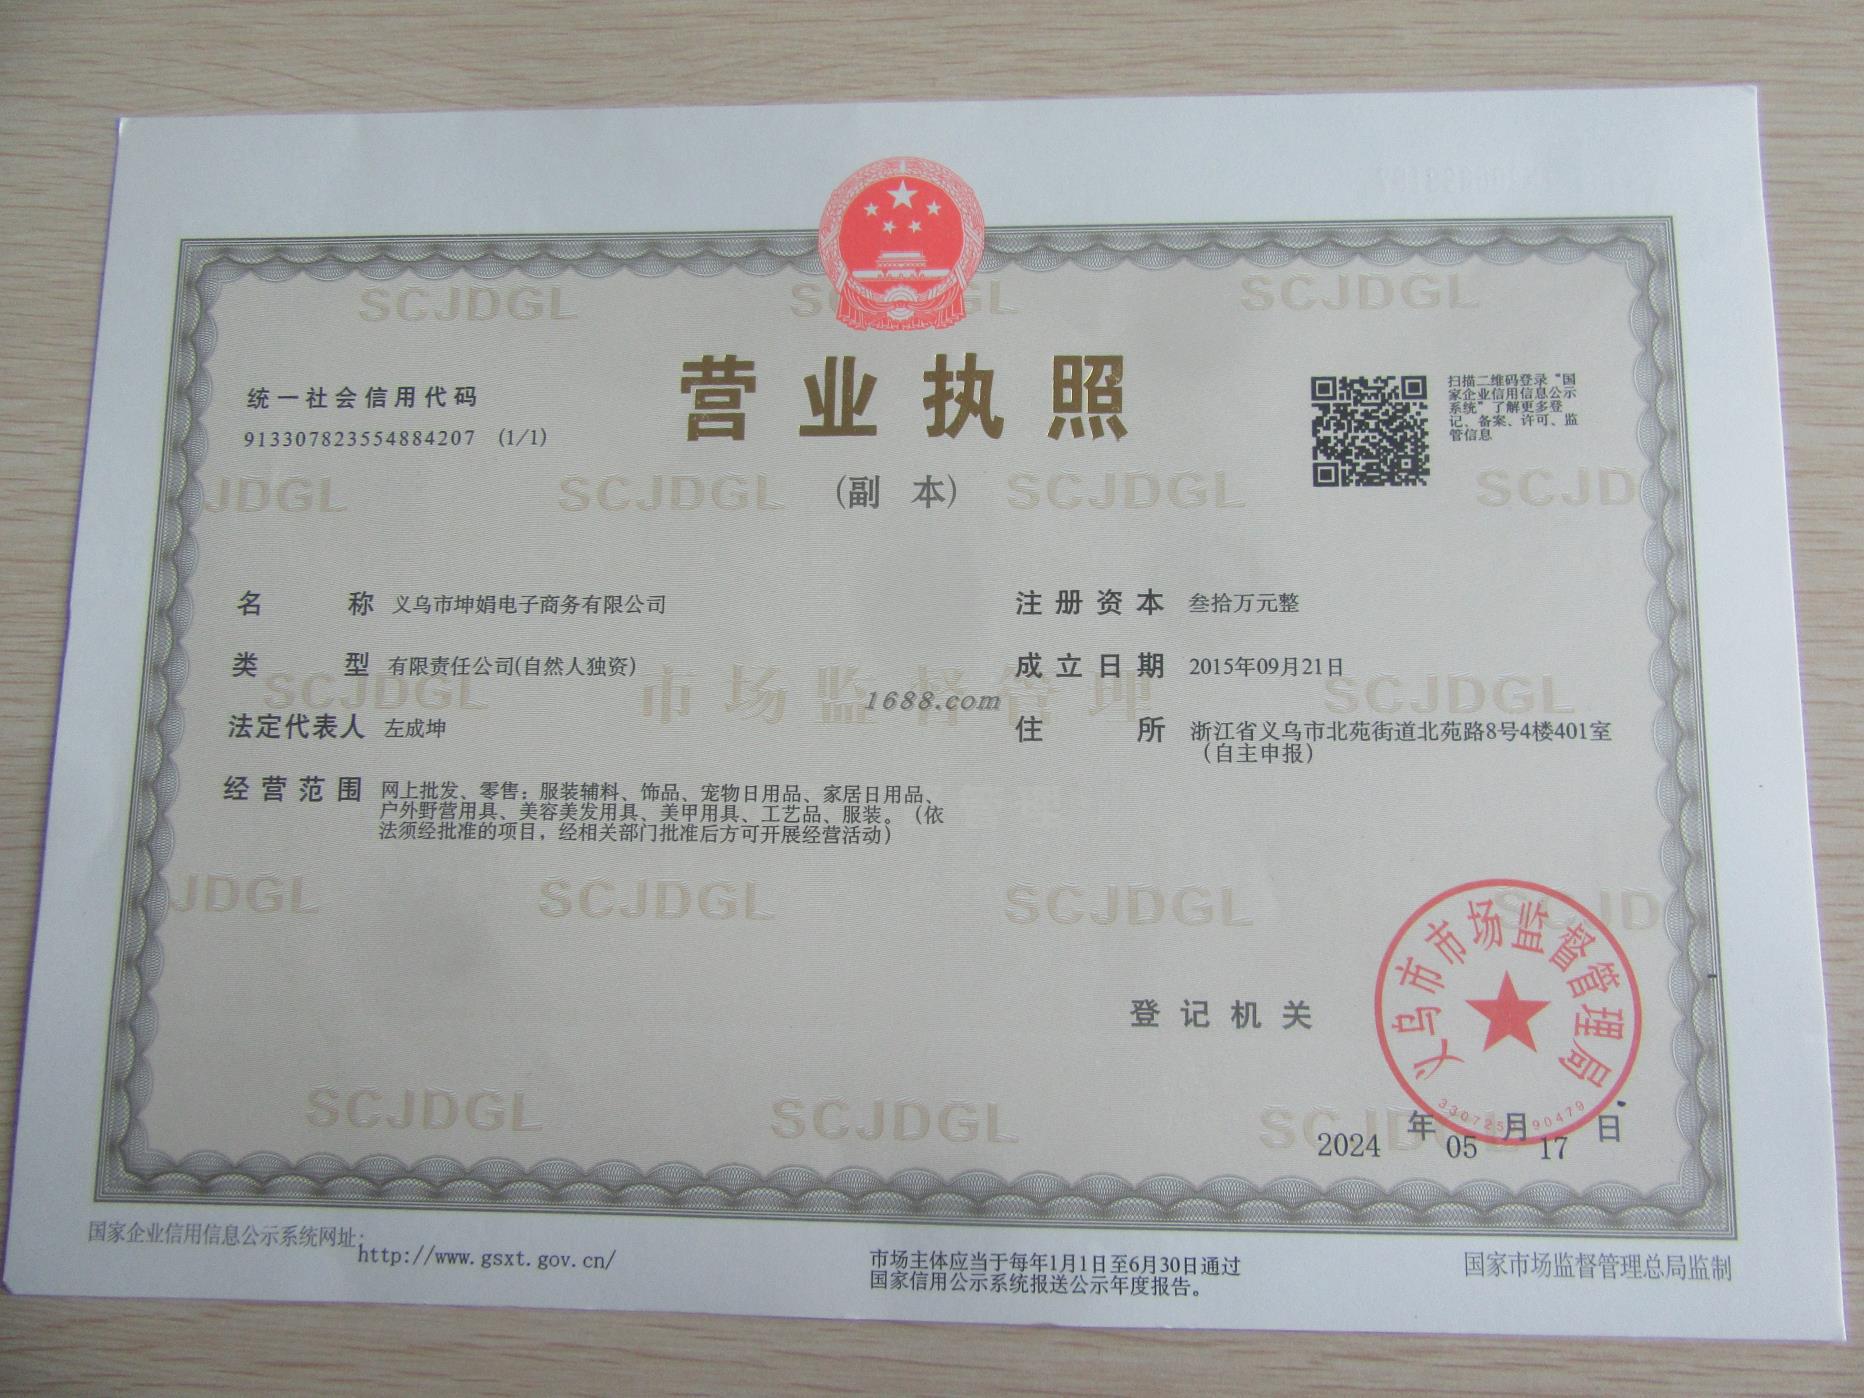 SCJDGL SCJDGL SCJDGL
营业执照
(副 本)
统一社会信用代码
913307823554884207 (1/1)
扫描二维码登录“国
家企业信用信息公示
系统”了解更多登
记、备案、许可、监
管信息
JDGL SCJDGL SCJDGL SCJD
名 称 义乌市坤娟电子商务有限公司
类 型 有限责任公司(自然人独资)
法定代表人 左成坤
经营范围 网上批发、零售：服装辅料、饰品、宠物日用品、家居日用品、
户外野营用具、美容美发用具、美甲用具、工艺品、服装。（依
法须经批准的项目，经相关部门批准后方可开展经营活动）
注册资本 叁拾万元整
成立日期 2015年09月21日
住 所 浙江省义乌市北苑街道北苑路8号4楼401室
（自主申报）
SCJDGL 市场监督管理 SCJDGL
1688.com
JDGL SCJDGL SCJDGL SCJD
登记机关
义乌市市场监督管理局
2024年05月17日
SCJDGL SCJDGL SCJDGL
国家企业信用信息公示系统网址：
http://www.gsxt.gov.cn/
市场主体应当于每年1月1日至6月30日通过
国家信用公示系统报送公示年度报告。
国家市场监督管理总局监制